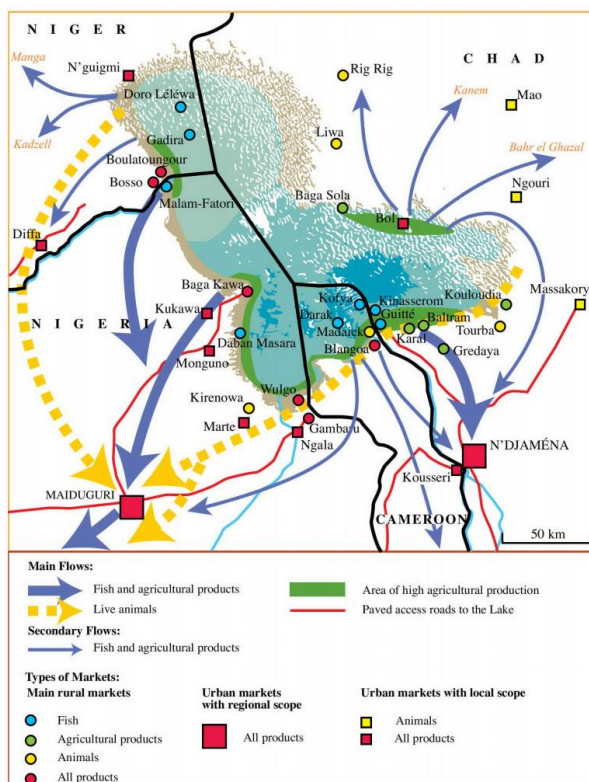 NIGER
Manga
N'guigmi
Doro Léléwa
Rig Rig
CHAD
Kanem
Mao
Kadzell
Gadira
Liwa
Bahr el Ghazal
Boulatoungour
Bosso
Malam-Fatori
Baga Sola
Bol
Ngouri
Diffa
Baga Kawa
Kofya
Kinasserom
Kouloudia
Massakory
Kukawa
Darak
Guitté
Baltram
NIGERIA
Daban Masara
Madaick
Karal
Tourba
Monguno
Blangoa
Gredaya
Kirenowa
Wulgo
Marte
Gambaru
Ngala
N'DJAMÉNA
MAIDUGURI
Kousseri
CAMEROON
50 km
Main Flows:
Fish and agricultural products
Area of high agricultural production
Live animals
Paved access roads to the Lake
Secondary Flows:
Fish and agricultural products
Types of Markets:
Main rural markets
Urban markets
with regional scope
Urban markets with local scope
Fish
Agricultural products
Animals
All products
All products
Animals
All products